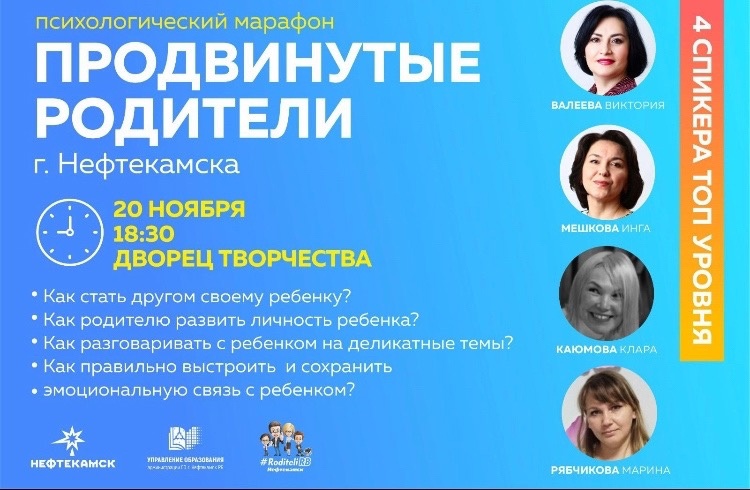 ПСИХОЛОГИЧЕСКИЙ МАРАФОН
ПРОДВИНУТЫЕ
РОДИТЕЛИ
г. Нефтекамска
20 НОЯБРЯ
18:30
ДВОРЕЦ ТВОРЧЕСТВА
• Как стать другом своему ребенку?
• Как родителю развить личность ребенка?
• Как разговаривать с ребенком на деликатные темы?
• Как правильно выстроить и сохранить
• эмоциональную связь с ребенком?
НЕФТЕКАМСК
УПРАВЛЕНИЕ ОБРАЗОВАНИЯ
#RoditeliRB
Нефтекамск
ВАЛЕЕВА ВИКТОРИЯ
МЕШКОВА ИНГА
КАЮМОВА КЛАРА
РЯБЧИКОВА МАРИНА
4 СПИКЕРА ТОП УРОВНЯ